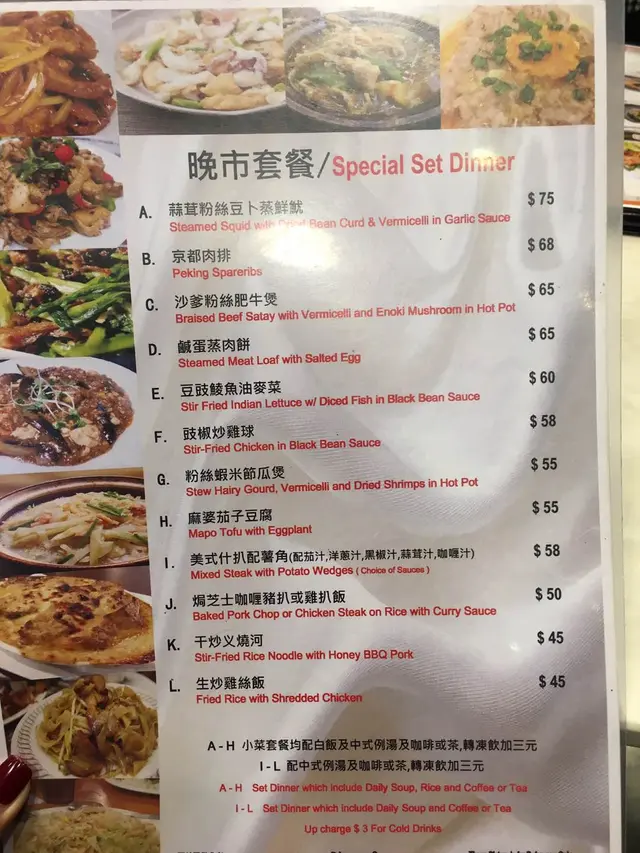 晚市套餐/Special Set Dinner
A. 蒜茸粉絲豆卜蒸鮮魷 $ 75
Steamed Squid with Dried Bean Curd & Vermicelli in Garlic Sauce
B. 京都肉排 $ 68
Peking Spareribs
C. 沙爹粉絲肥牛煲 $ 65
Braised Beef Satay with Vermicelli and Enoki Mushroom in Hot Pot
D. 鹹蛋蒸肉餅 $ 65
Steamed Meat Loaf with Salted Egg
E. 豆豉鯪魚油麥菜 $ 60
Stir Fried Indian Lettuce w/ Diced Fish in Black Bean Sauce
F. 豉椒炒雞球 $ 58
Stir-Fried Chicken in Black Bean Sauce
G. 粉絲蝦米節瓜煲 $ 55
Stew Hairy Gourd, Vermicelli and Dried Shrimps in Hot Pot
H. 麻婆茄子豆腐 $ 55
Mapo Tofu with Eggplant
I. 美式什扒配薯角(配茄汁,洋蔥汁,黑椒汁,蒜茸汁,咖喱汁) $ 58
Mixed Steak with Potato Wedges ( Choice of Sauces )
J. 焗芝士咖喱豬扒或雞扒飯 $ 50
Baked Pork Chop or Chicken Steak on Rice with Curry Sauce
K. 干炒义燒河 $ 45
Stir-Fried Rice Noodle with Honey BBQ Pork
L. 生炒雞絲飯 $ 45
Fried Rice with Shredded Chicken
A - H 小菜套餐均配白飯及中式例湯及咖啡或茶,轉凍飲加三元
I - L 配中式例湯及咖啡或茶,轉凍飲加三元
A - H Set Dinner which include Daily Soup, Rice and Coffee or Tea
I - L Set Dinner which include Daily Soup and Coffee or Tea
Up charge $ 3 For Cold Drinks